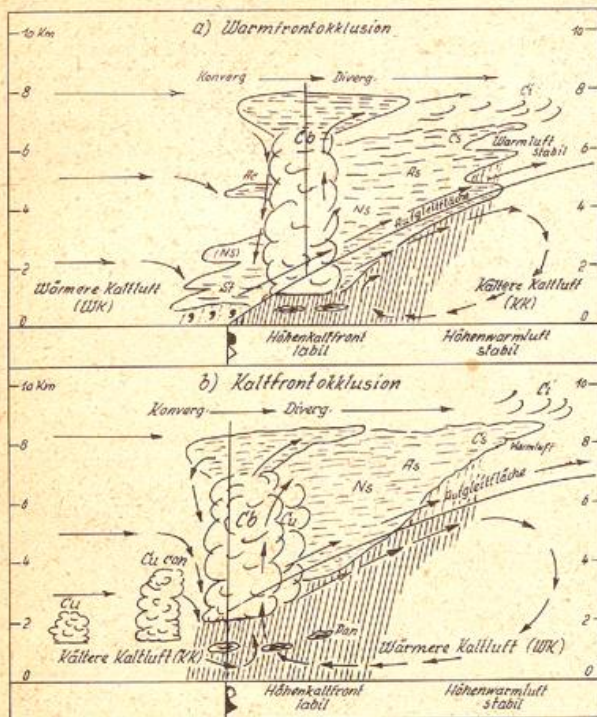 a) Warmfrontokklusion
10 Km
10
Konverg. Diverg.
Ci
8
8
Cb
Cs
Warmluft
stabil
6
6
Ac
As
Ns
Aufgleitfläche
4
4
(Ns)
2
2
Wärmere Kaltluft
(WK)
St
Kältere Kaltluft
(KK)
9 9 9
0
0
Höhenkaltfront
labil
Höhenwarmluft
stabil
b) Kaltfrontokklusion
10 Km
10
Ci
Konverg. Diverg.
8
8
Cs
As
Warmluft
Ns
Aufgleitfläche
6
6
Cb
Cu
4
4
Cu con
Cu
2
2
Pan
Kältere Kaltluft (KK)
Wärmere Kaltluft (WK)
0
0
Höhenkaltfront
labil
Höhenwarmluft
stabil